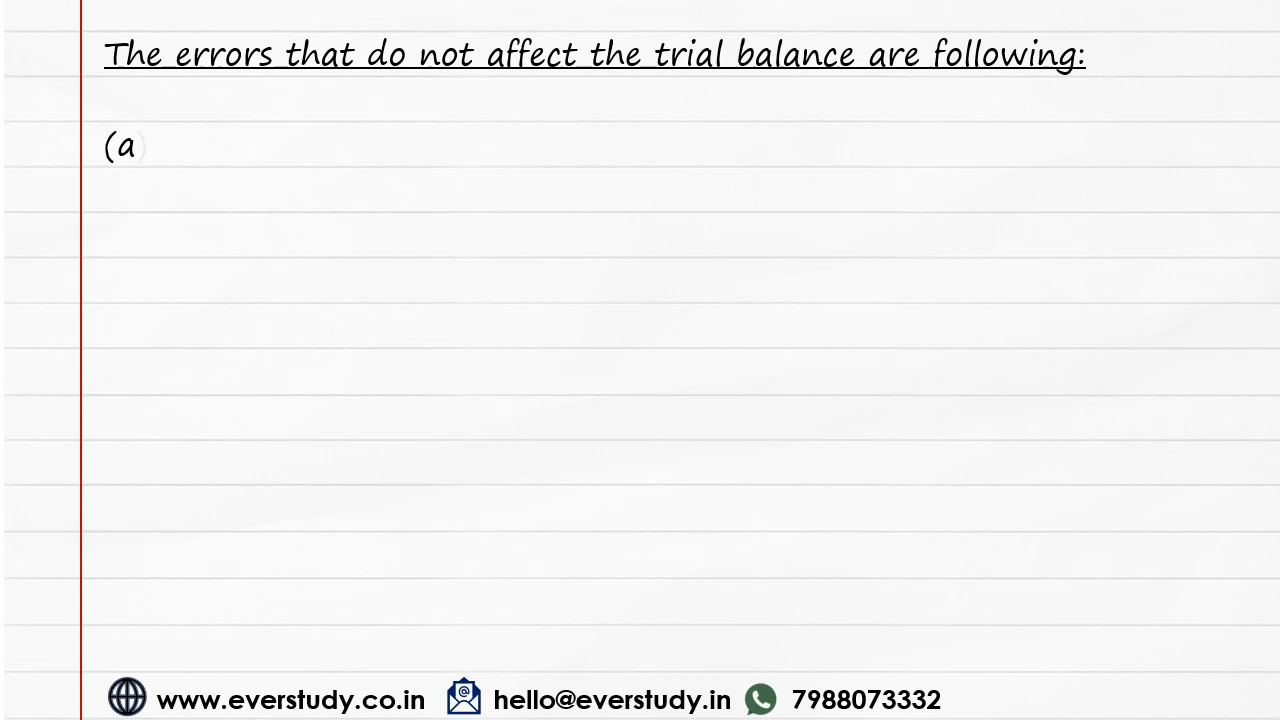 The errors that do not affect the trial balance are following:
(a)
www.everstudy.co.in hello@everstudy.in 7988073332